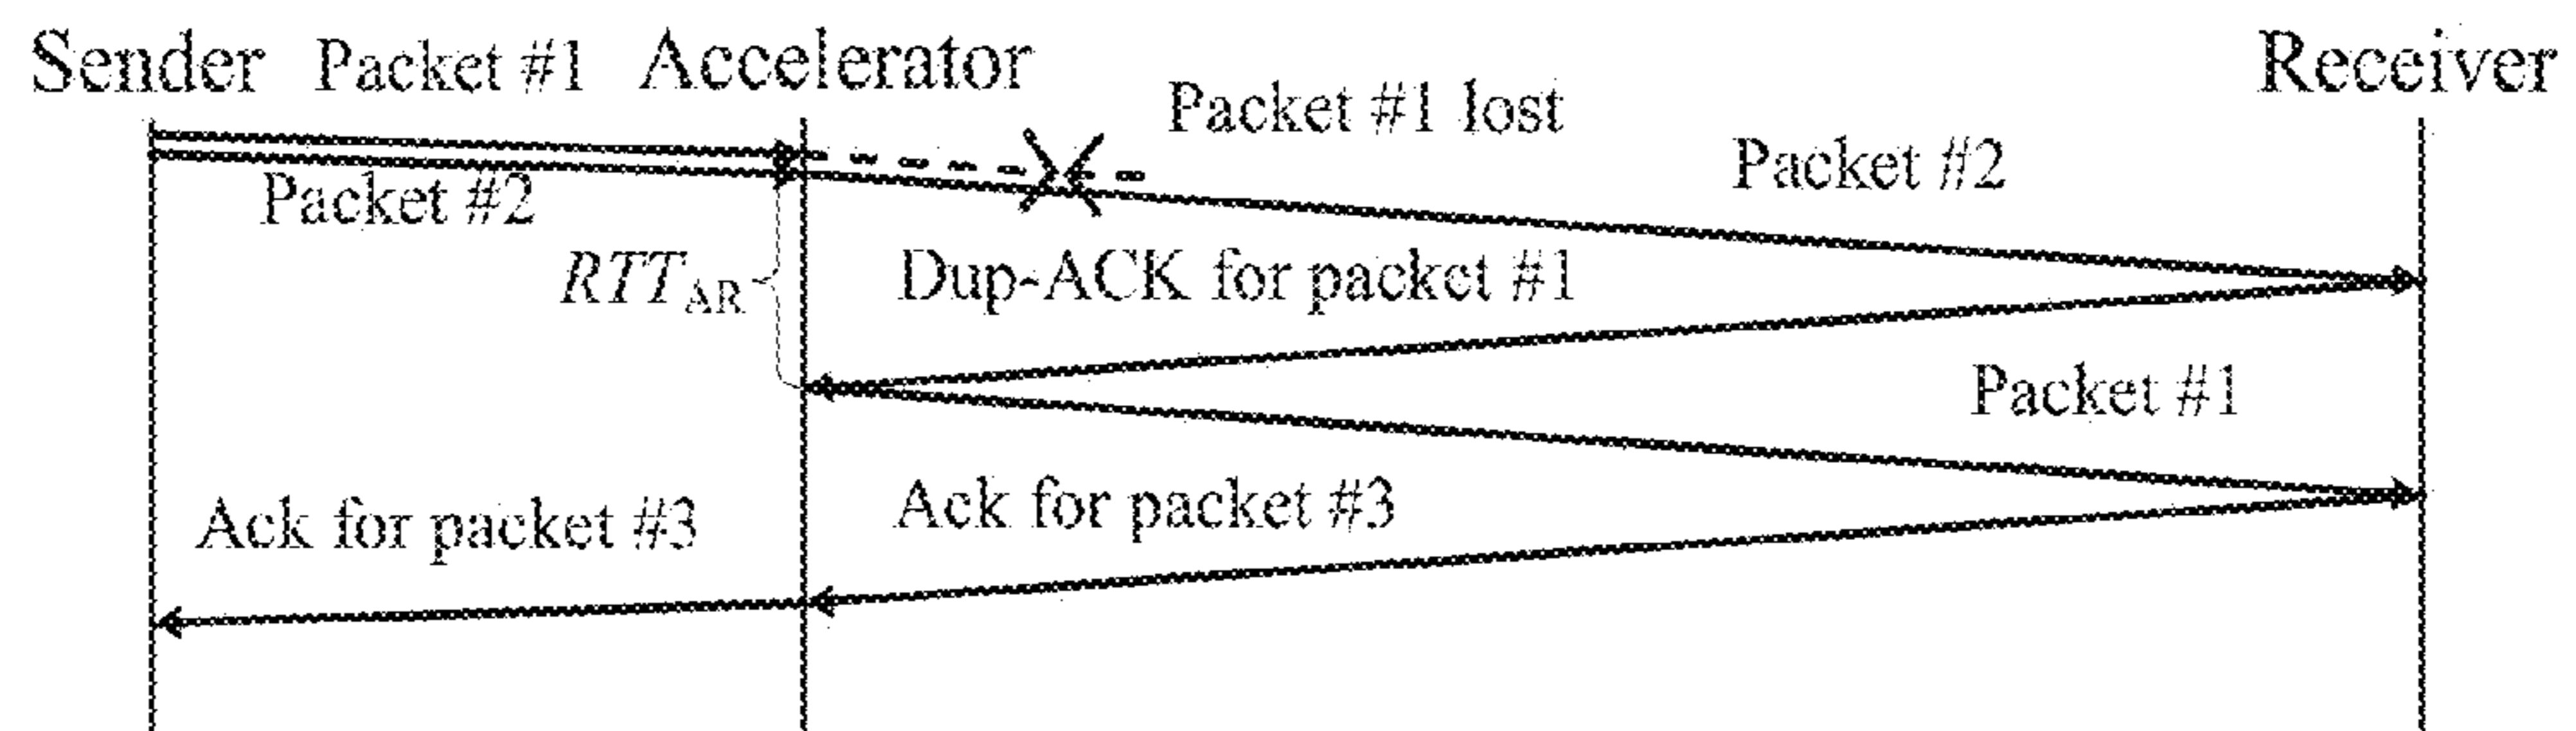 Sender Packet #1 Accelerator Receiver
Packet #1 lost
Packet #2
Packet #2
RTT_AR
Dup-ACK for packet #1
Packet #1
Ack for packet #3
Ack for packet #3